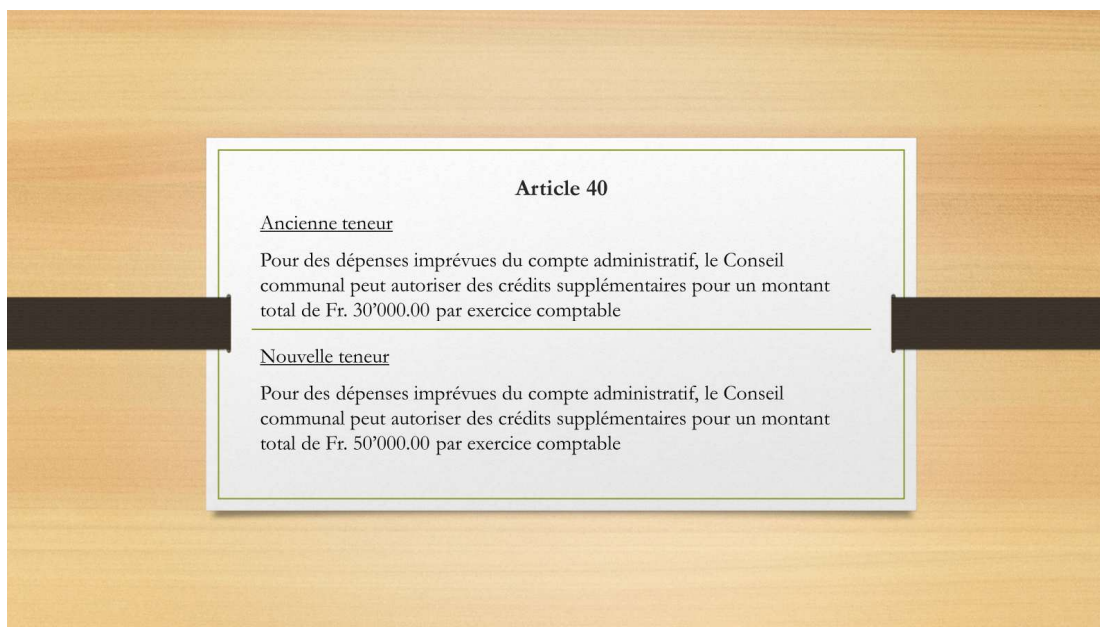 Article 40
Ancienne teneur
Pour des dépenses imprévues du compte administratif, le Conseil
communal peut autoriser des crédits supplémentaires pour un montant
total de Fr. 30’000.00 par exercice comptable
Nouvelle teneur
Pour des dépenses imprévues du compte administratif, le Conseil
communal peut autoriser des crédits supplémentaires pour un montant
total de Fr. 50’000.00 par exercice comptable